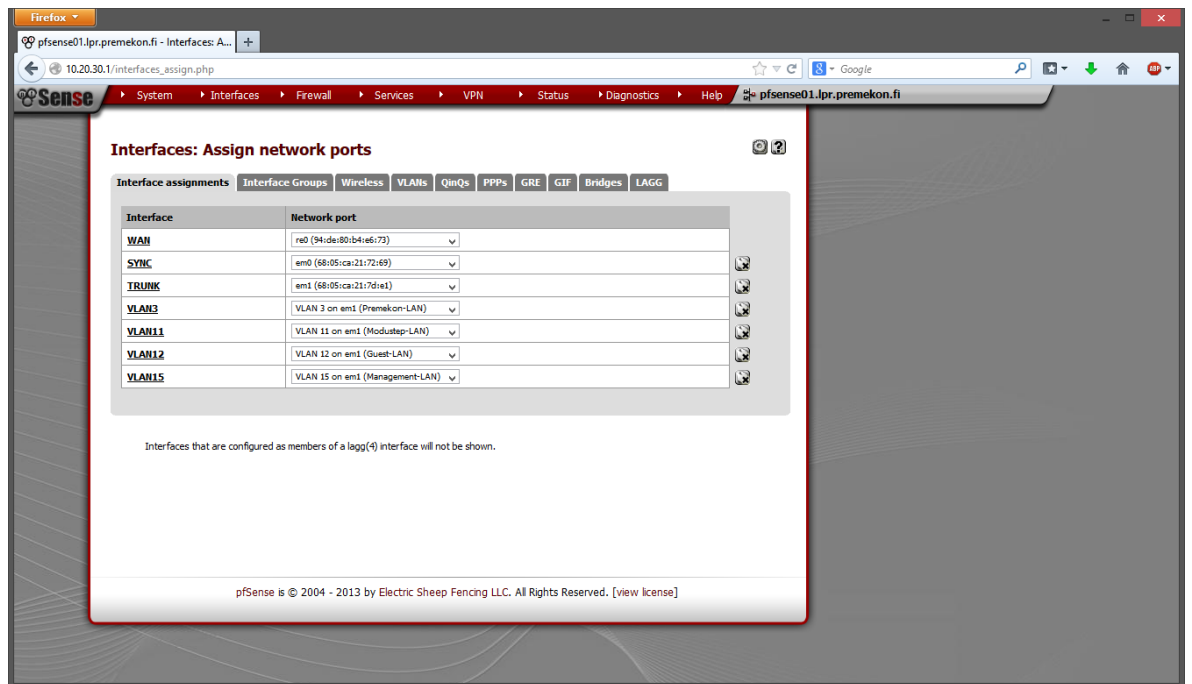 Firefox
pfsense01.lpr.premekon.fi - Interfaces: A... +
10.20.30.1/interfaces_assign.php 8 Google ABP
Sense System Interfaces Firewall Services VPN Status Diagnostics Help pfsense01.lpr.premekon.fi
Interfaces: Assign network ports ?
Interface assignments Interface Groups Wireless VLANs QinQs PPPs GRE GIF Bridges LAGG
Interface Network port
WAN re0 (94:de:80:b4:e6:73)
SYNC em0 (68:05:ca:21:72:69)
TRUNK em1 (68:05:ca:21:7d:e1)
VLAN3 VLAN 3 on em1 (Premekon-LAN)
VLAN11 VLAN 11 on em1 (Modustep-LAN)
VLAN12 VLAN 12 on em1 (Guest-LAN)
VLAN15 VLAN 15 on em1 (Management-LAN)
Interfaces that are configured as members of a lagg(4) interface will not be shown.
pfSense is © 2004 - 2013 by Electric Sheep Fencing LLC. All Rights Reserved. [view license]